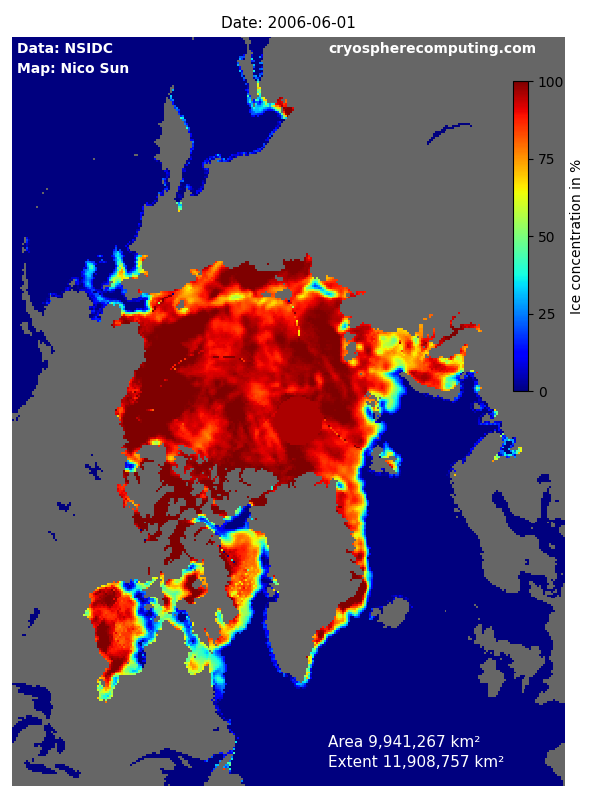 Date: 2006-06-01
Data: NSIDC
Map: Nico Sun
cryospherecomputing.com
100
75
50
25
0
Ice concentration in %
Area 9,941,267 km²
Extent 11,908,757 km²